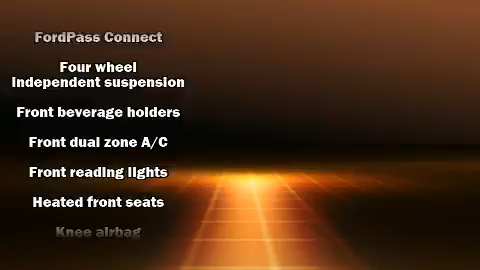 FordPass Connect
Four wheel
independent suspension
Front beverage holders
Front dual zone A/C
Front reading lights
Heated front seats
Knee airbag